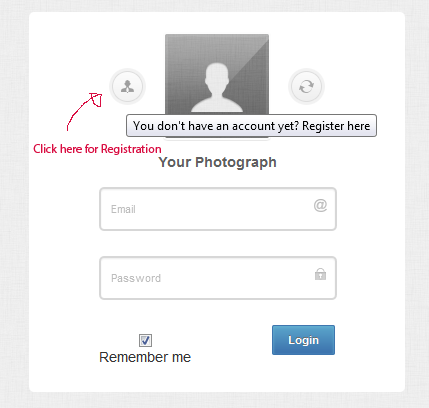 You don't have an account yet? Register here
Click here for Registration
Your Photograph
Email @
Password
Remember me
Login